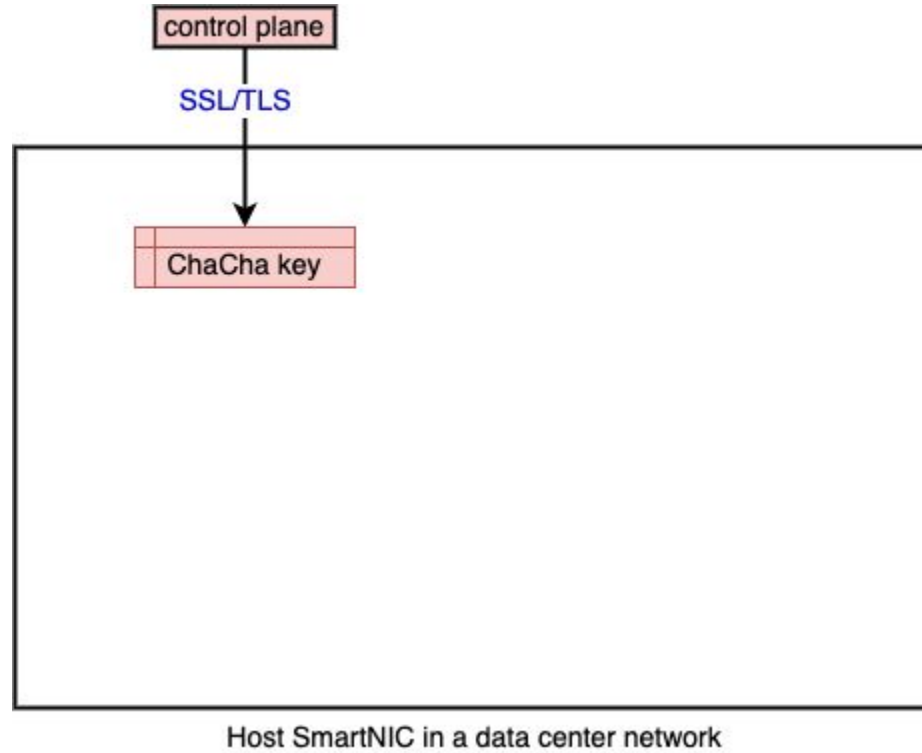 control plane
SSL/TLS
ChaCha key
Host SmartNIC in a data center network